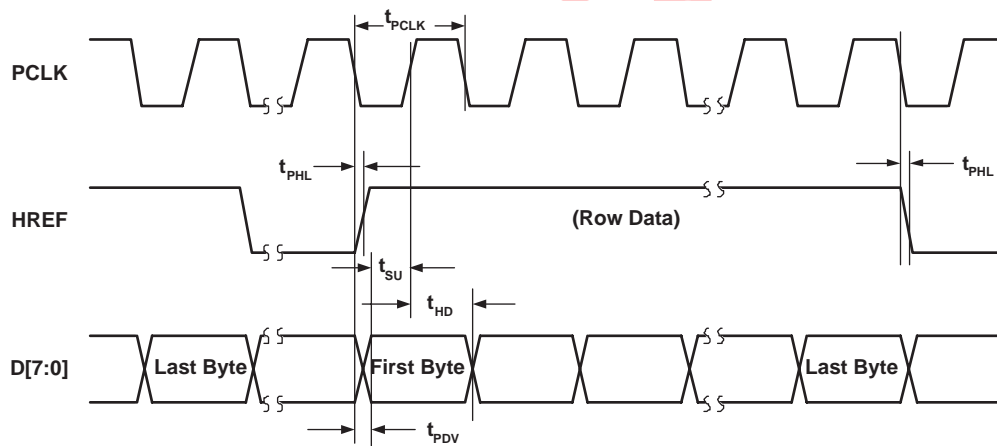 tPCLK
PCLK
tPHL
tPHL
HREF
(Row Data)
tSU
tHD
D[7:0]
Last Byte
First Byte
Last Byte
tPDV